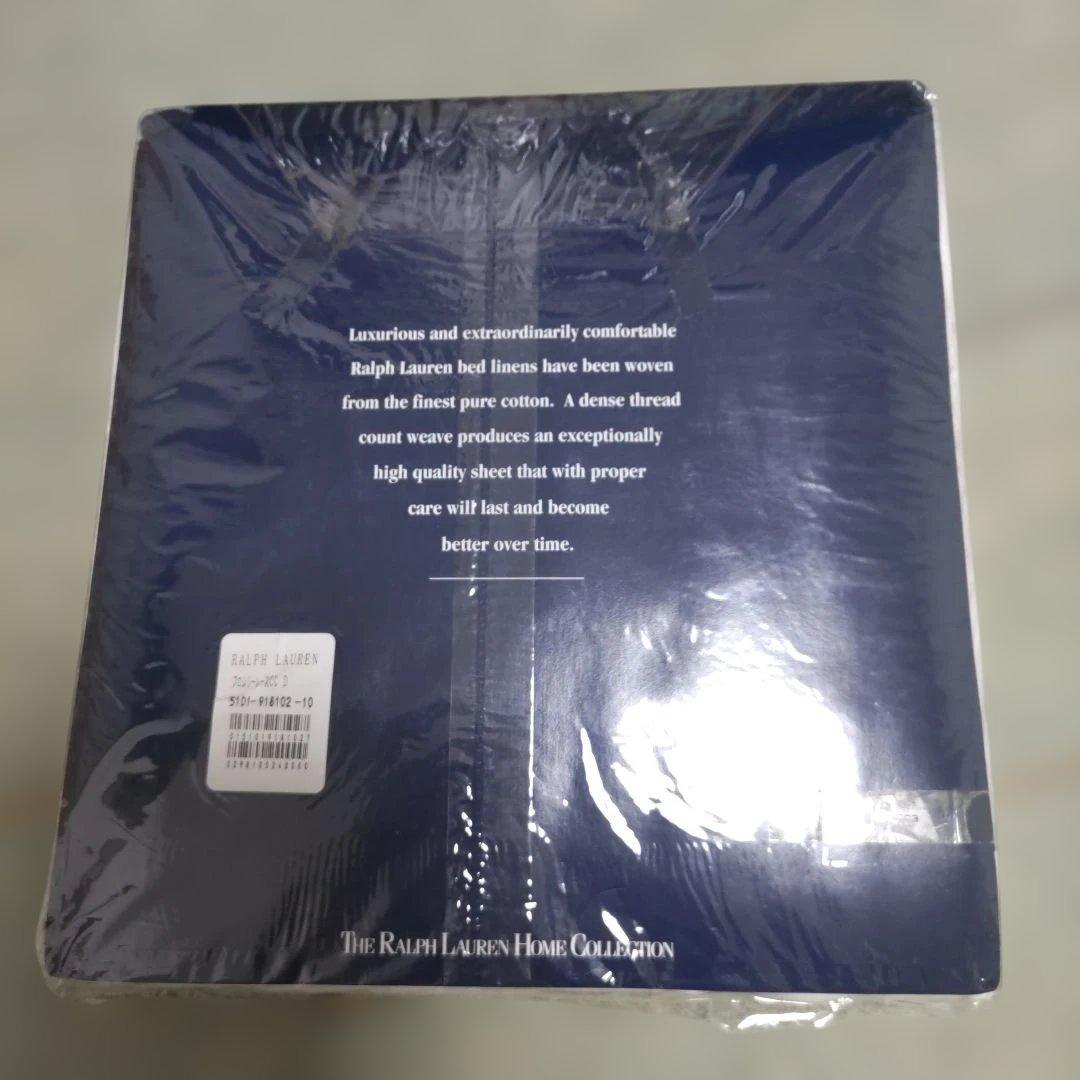 Luxurious and extraordinarily comfortable
Ralph Lauren bed linens have been woven
from the finest pure cotton. A dense thread
count weave produces an exceptionally
high quality sheet that with proper
care will last and become
better over time.
RALPH LAUREN
D
5101-918102-10
THE RALPH LAUREN HOME COLLECTION